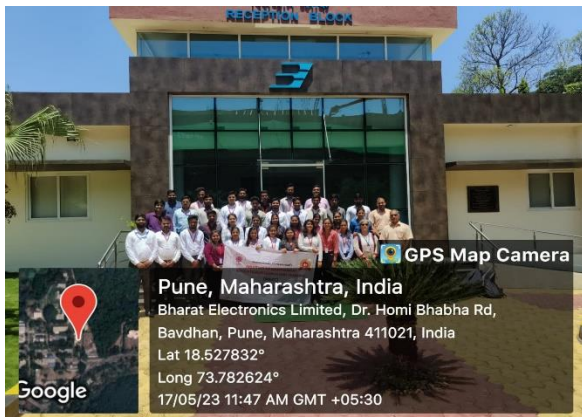 RECEPTION BLOCK
GPS Map Camera
Pune, Maharashtra, India
Bharat Electronics Limited, Dr. Homi Bhabha Rd,
Bavdhan, Pune, Maharashtra 411021, India
Lat 18.527832°
Long 73.782624°
17/05/23 11:47 AM GMT +05:30
Google